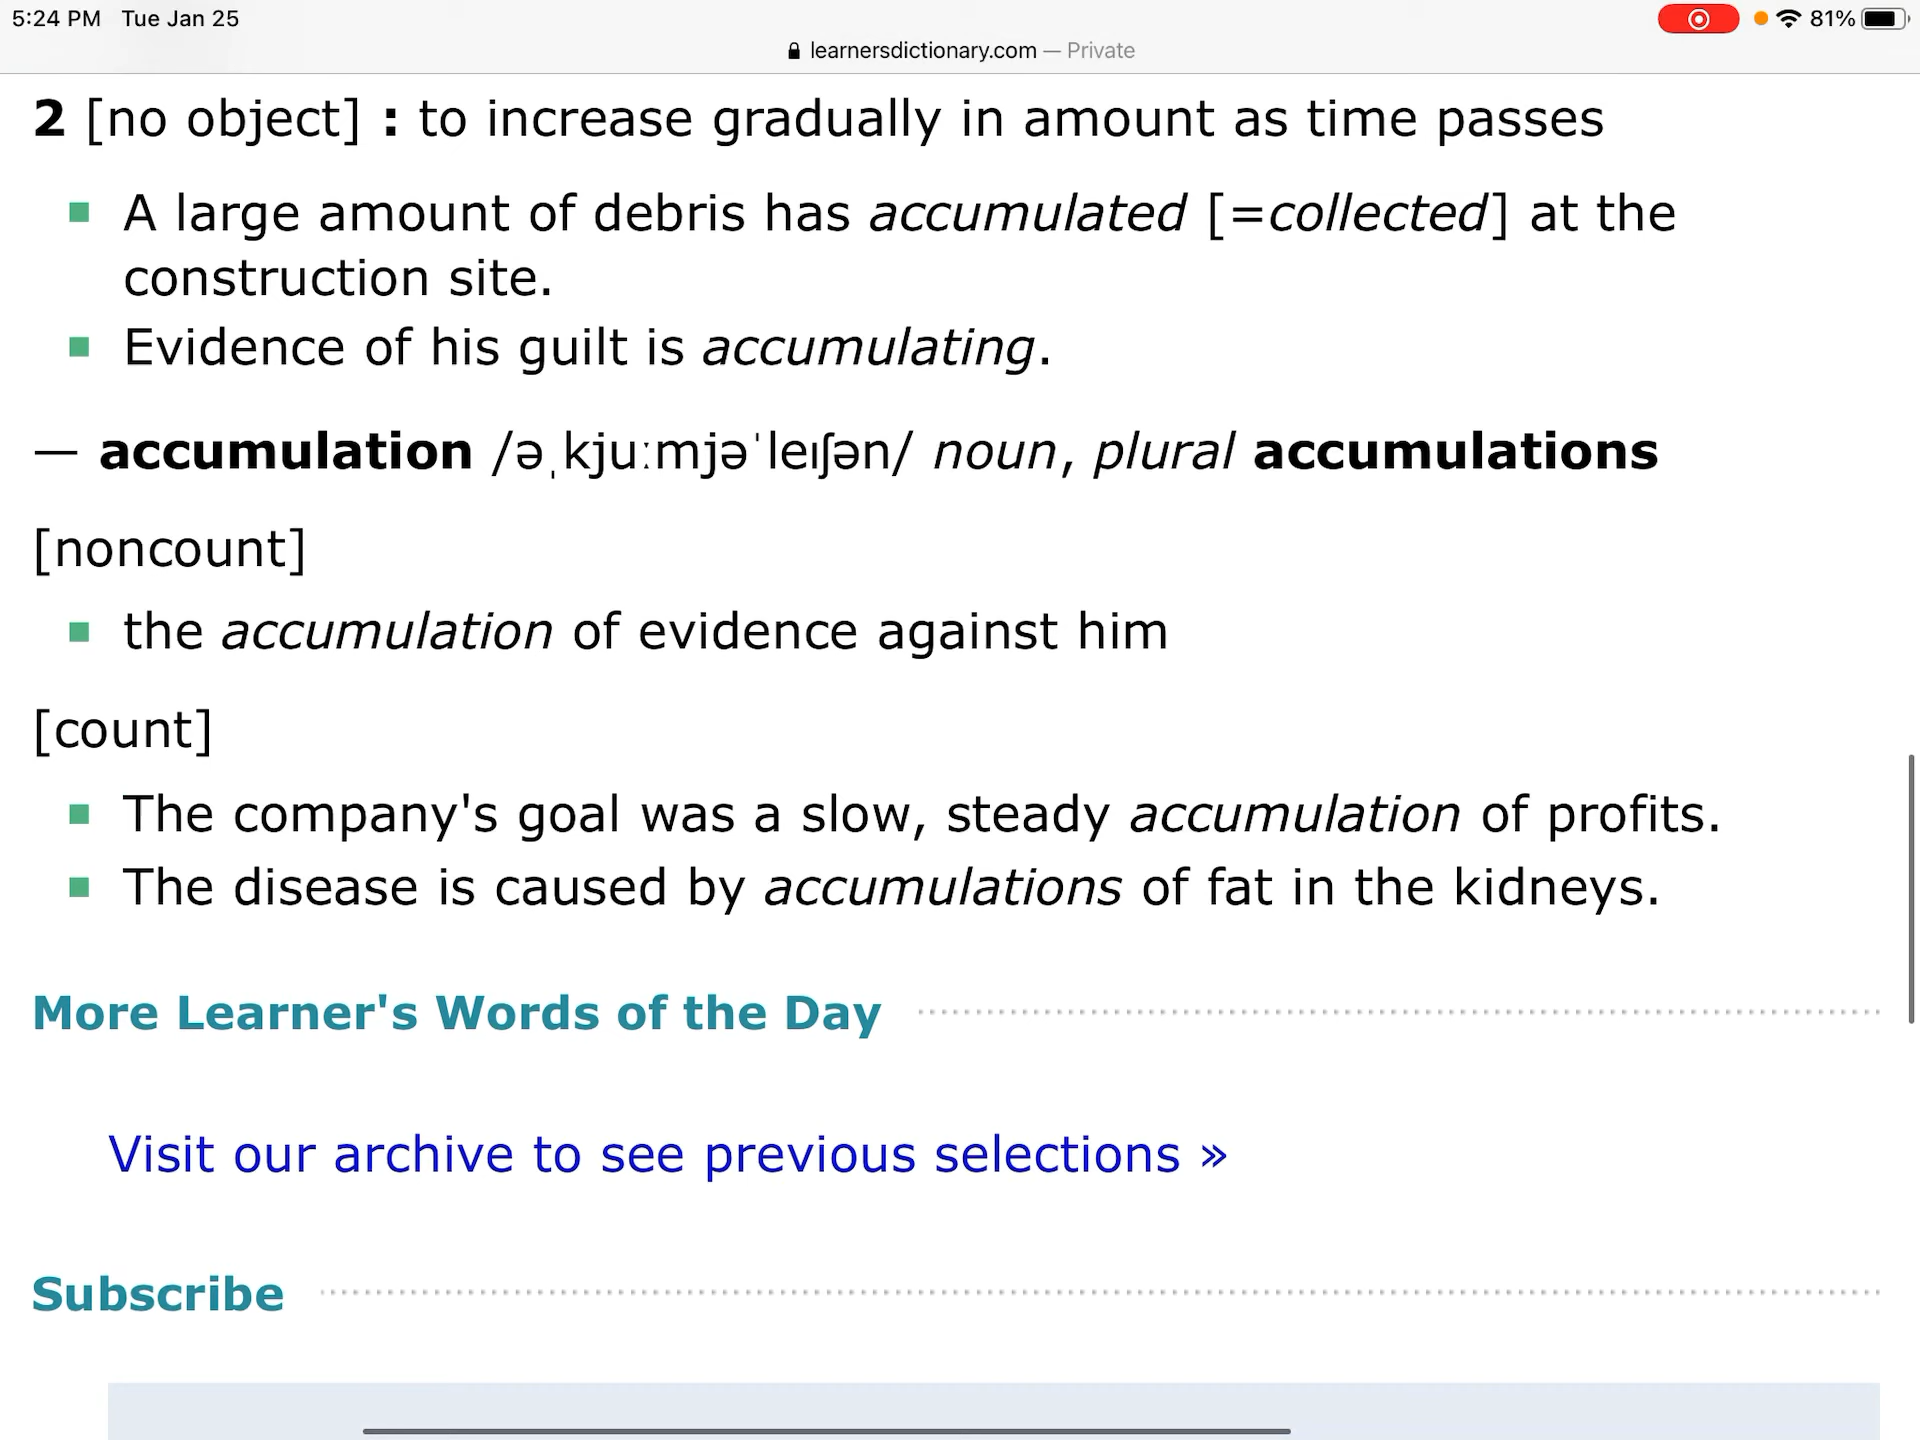 5:24 PM Tue Jan 25
81%
learnersdictionary.com — Private
2 [no object] : to increase gradually in amount as time passes
A large amount of debris has accumulated [=collected] at the
construction site.
Evidence of his guilt is accumulating.
— accumulation /əˌkjuːmjəˈleɪʃən/ noun, plural accumulations
[noncount]
the accumulation of evidence against him
[count]
The company's goal was a slow, steady accumulation of profits.
The disease is caused by accumulations of fat in the kidneys.
More Learner's Words of the Day
Visit our archive to see previous selections »
Subscribe